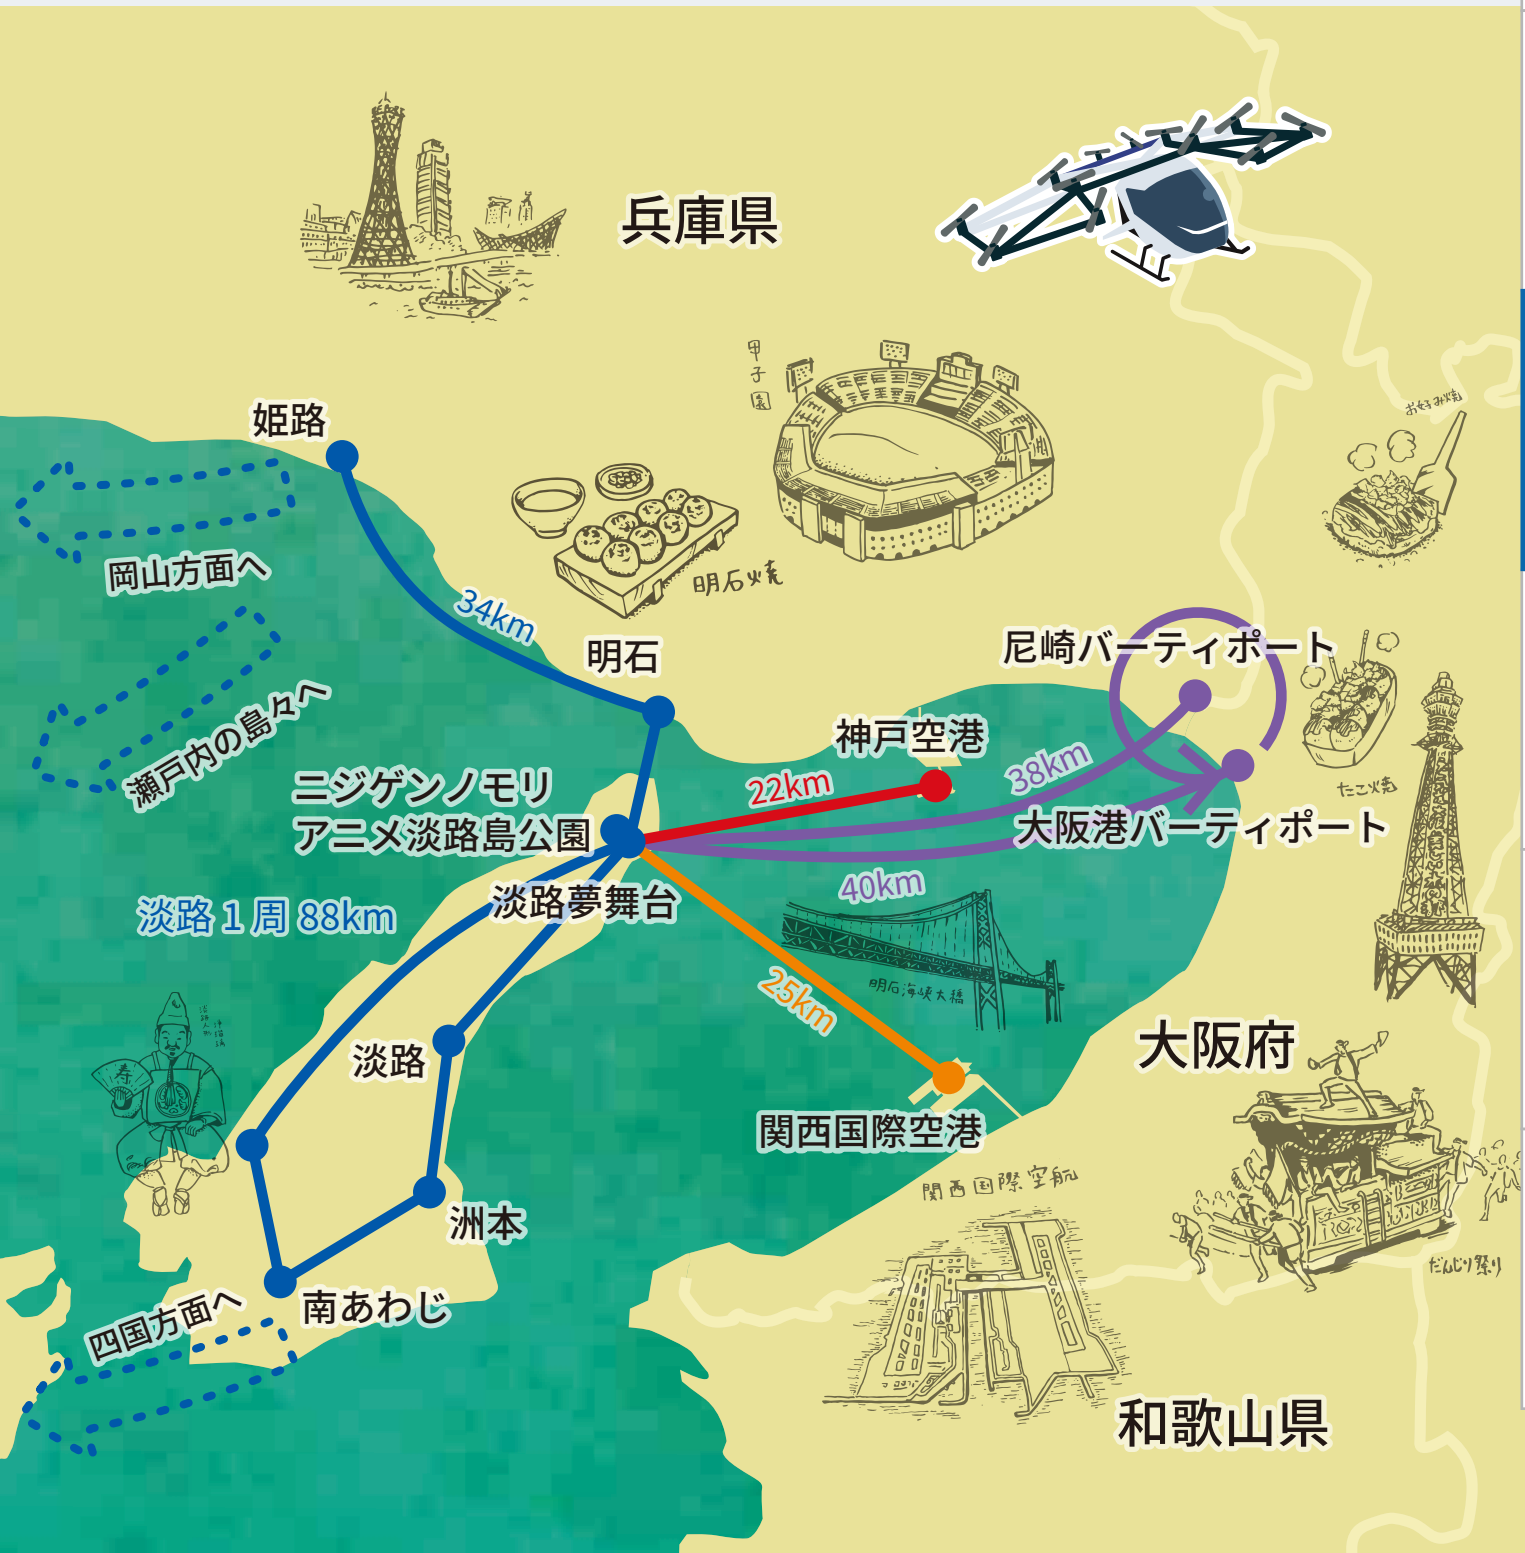 兵庫県
甲子園
姫路
お好み焼
岡山方面へ
34km
明石焼
明石
尼崎バーティポート
瀬戸内の島々へ
神戸空港
ニジゲンノモリ
アニメ淡路島公園
22km
38km
たこ焼
大阪港バーティポート
淡路夢舞台
40km
淡路1周 88km
25km
明石海峡大橋
寿
淡路
大阪府
関西国際空港
関西国際空航
洲本
だんじり祭り
四国方面へ
南あわじ
和歌山県